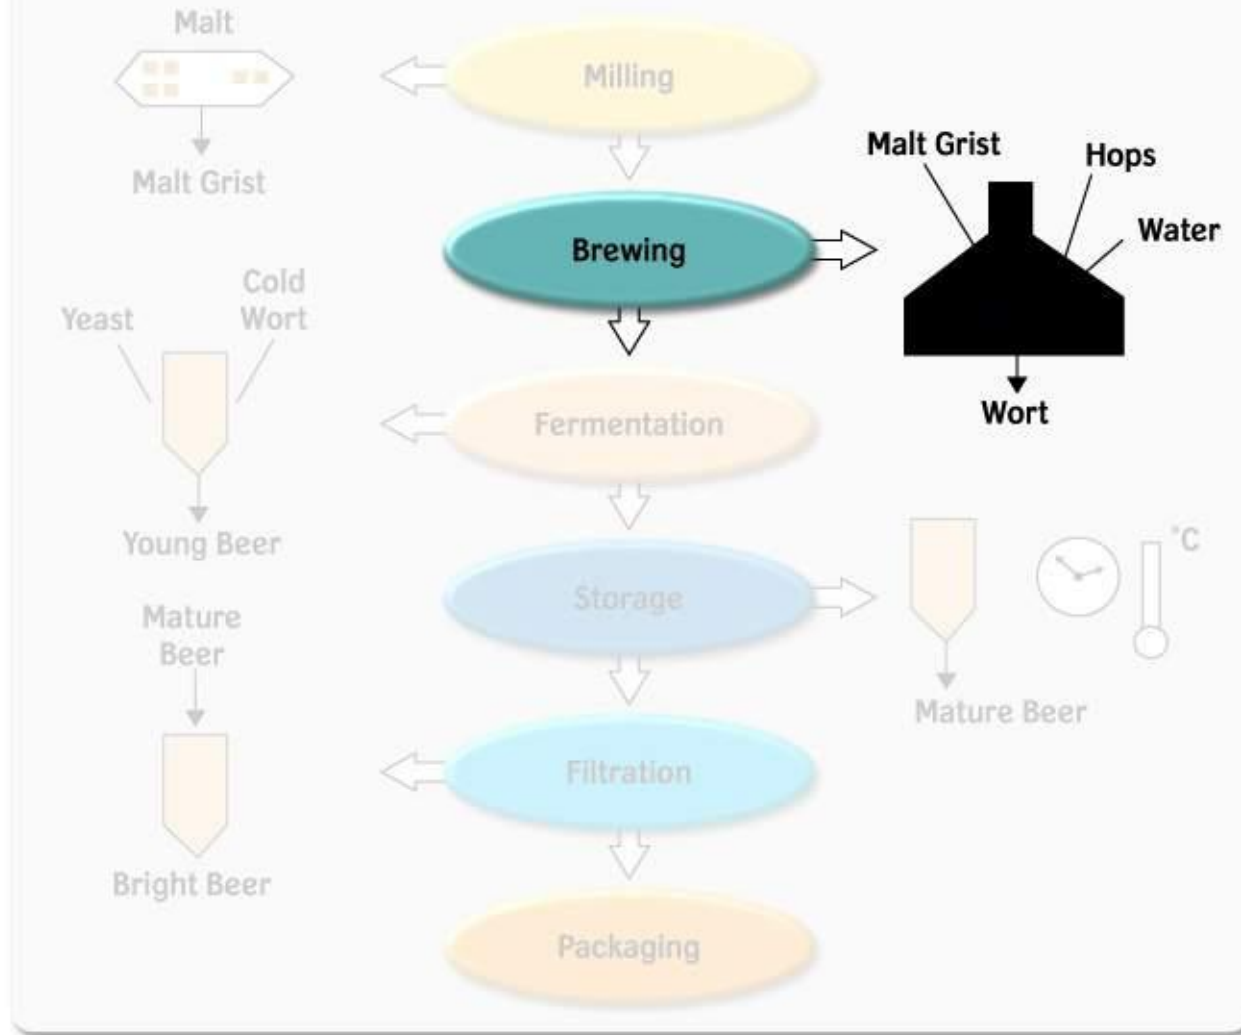 Malt
Milling
Malt Grist
Malt Grist
Hops
Water
Brewing
Wort
Cold
Wort
Yeast
Fermentation
Young Beer
Storage
°C
Mature Beer
Mature
Beer
Filtration
Bright Beer
Packaging